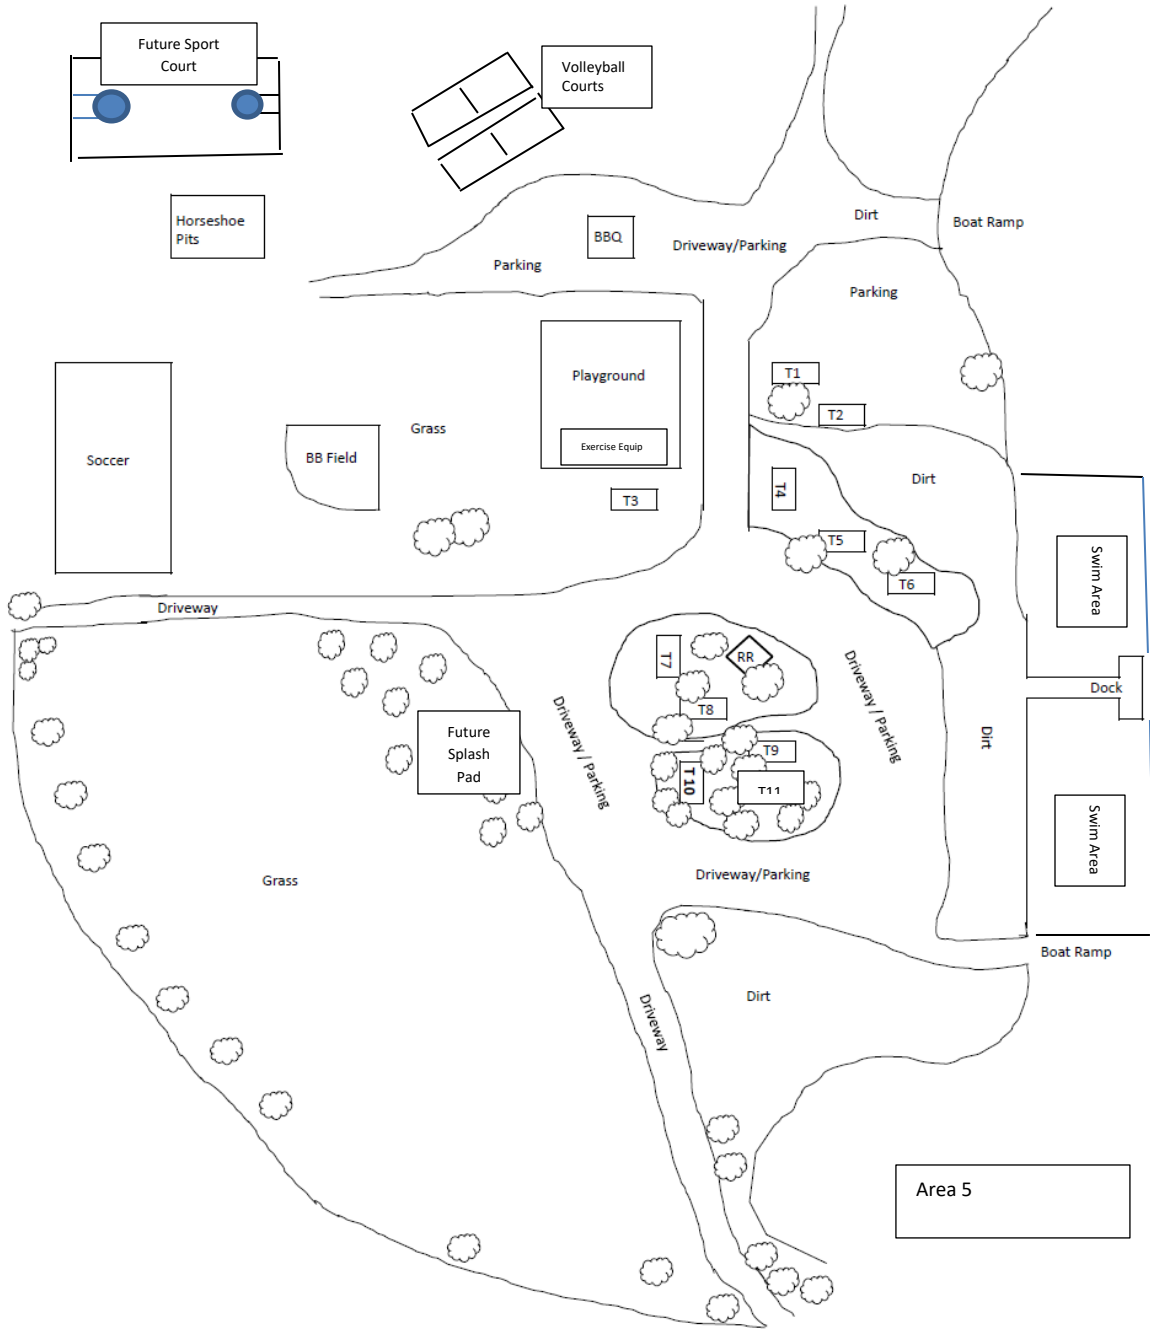 Future Sport
Court
Volleyball
Courts
Horseshoe
Pits
BBQ
Dirt
Boat Ramp
Driveway/Parking
Parking
Parking
Playground
T1
T2
Grass
Exercise Equip
BB Field
Soccer
Dirt
T4
T3
T5
T6
Swim Area
Driveway
T7
RR
Driveway / Parking
Dock
T8
Future
Splash
Pad
Driveway / Parking
Dirt
T9
T 10
T11
Swim Area
Driveway/Parking
Grass
Boat Ramp
Dirt
Driveway
Area 5